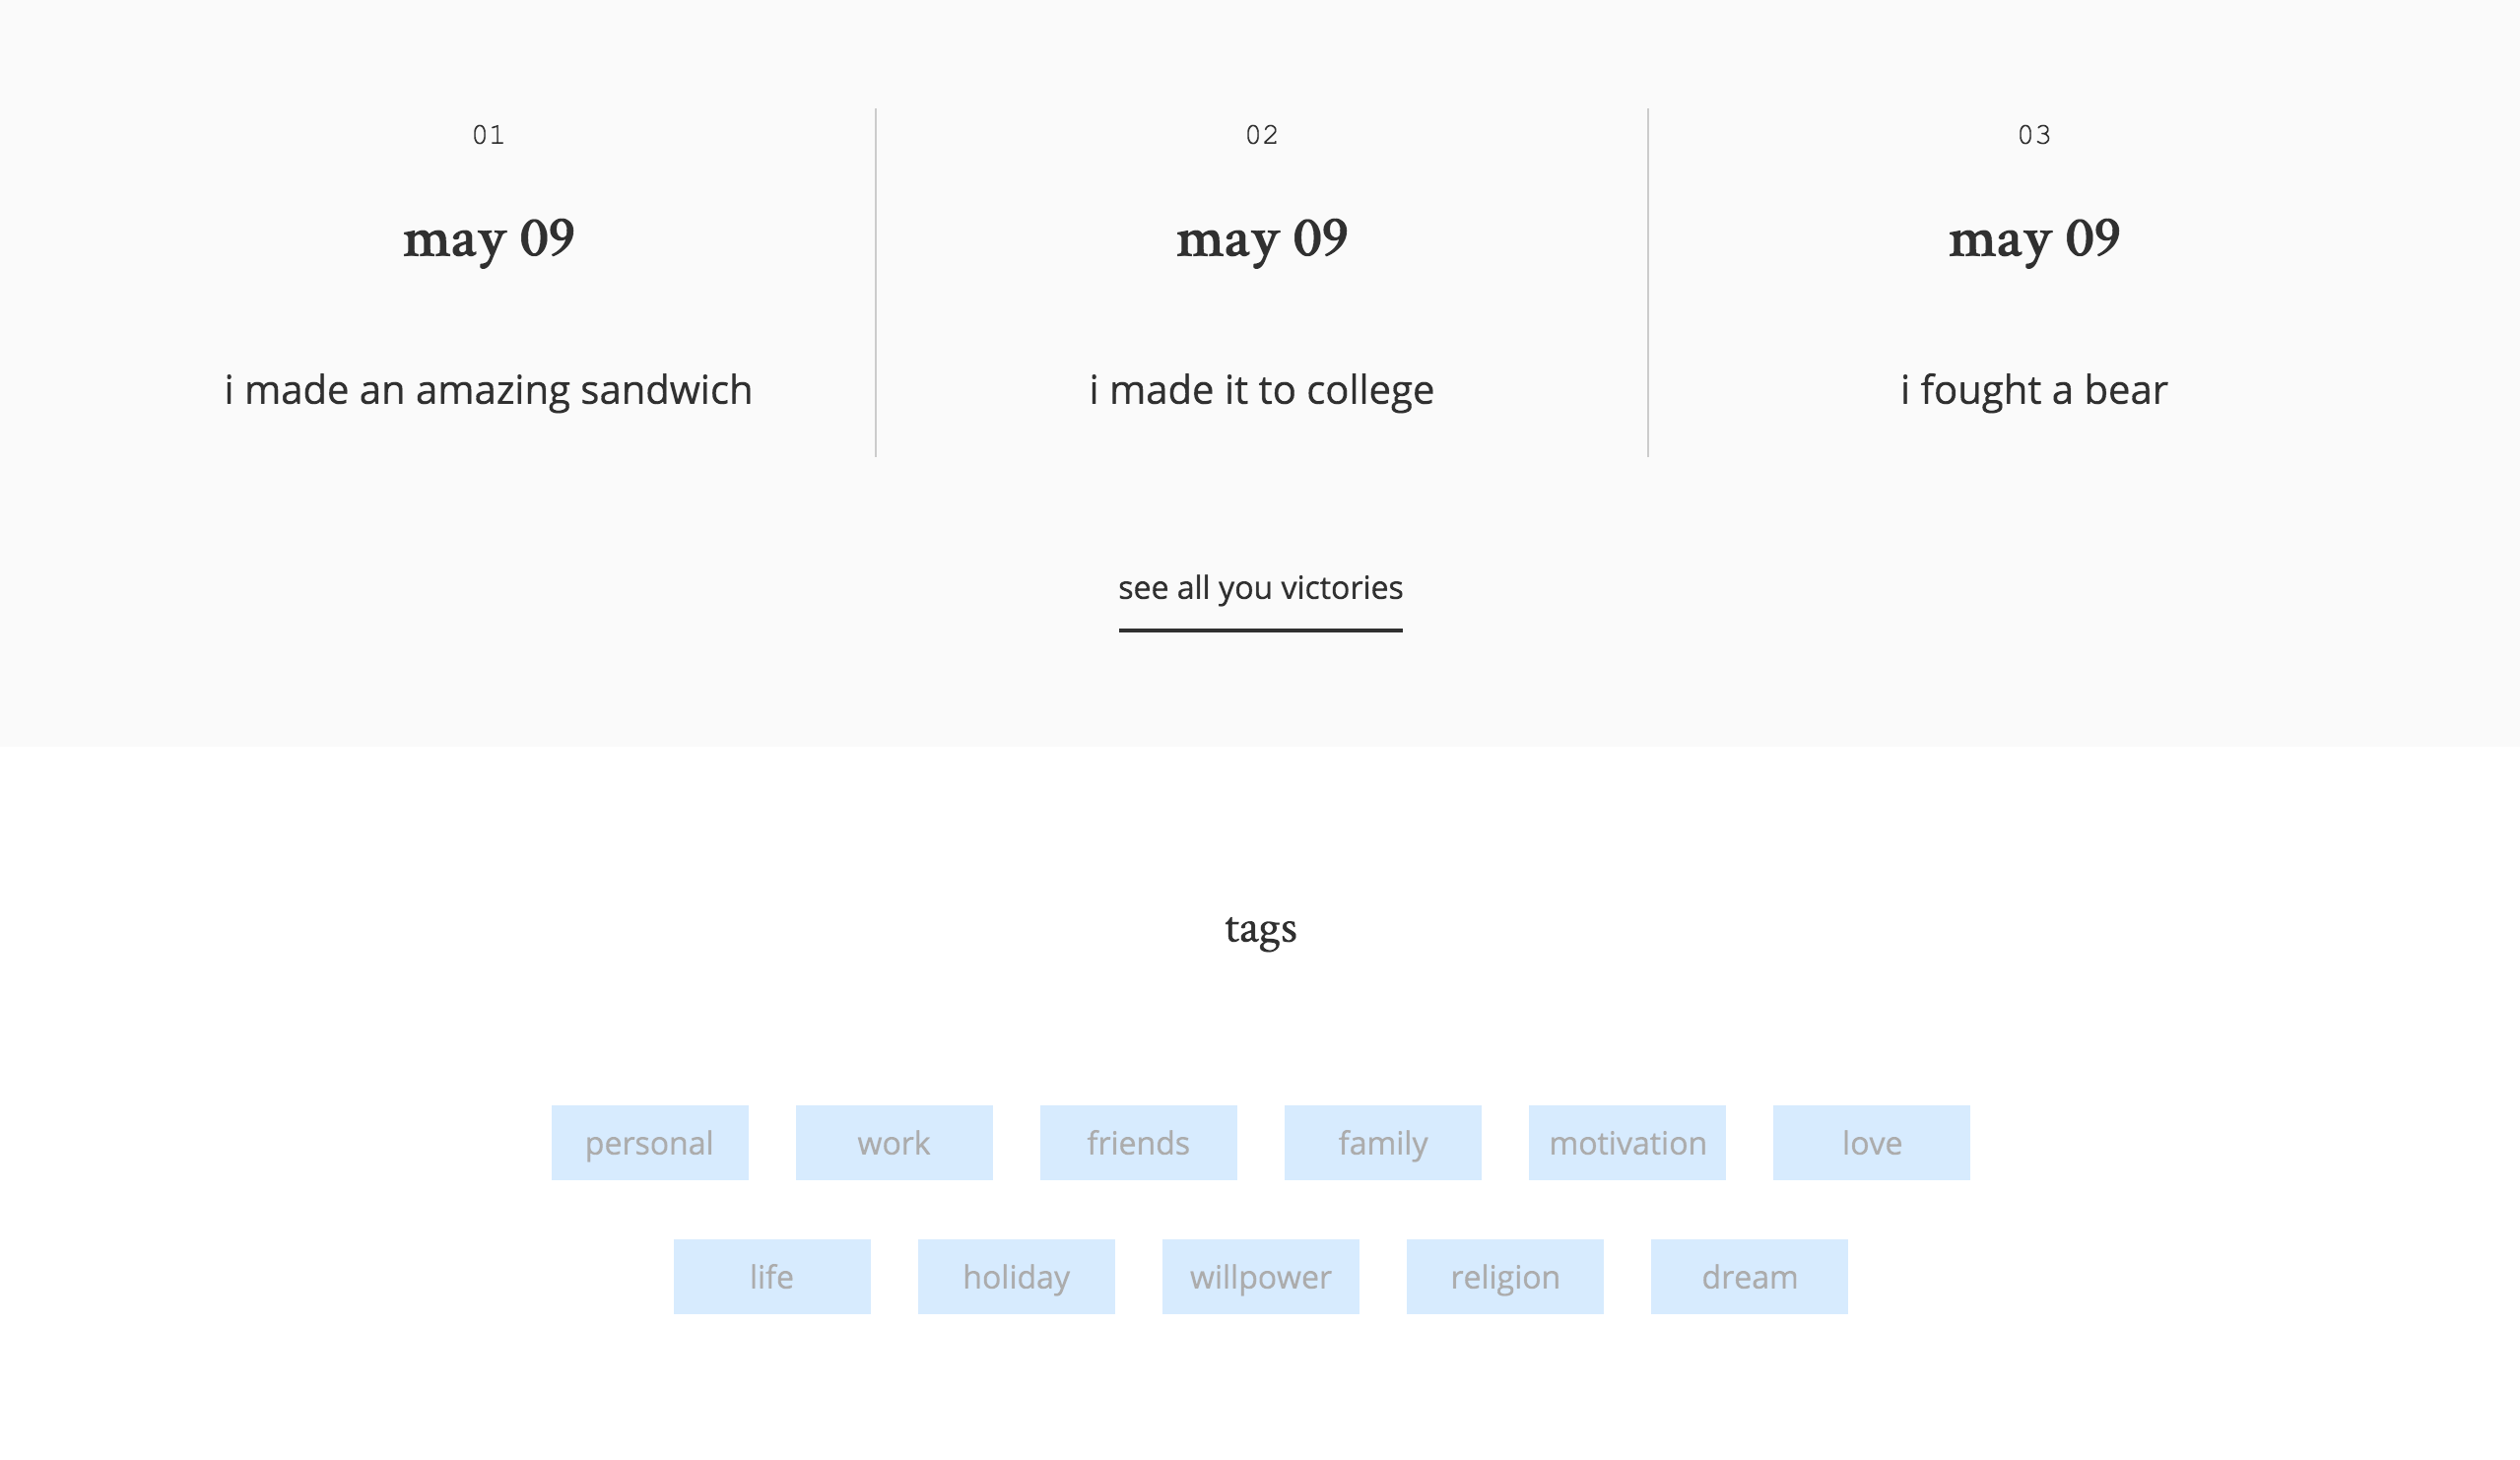 01
may 09
i made an amazing sandwich
02
may 09
i made it to college
03
may 09
i fought a bear
see all you victories
tags
personal work friends family motivation love
life holiday willpower religion dream